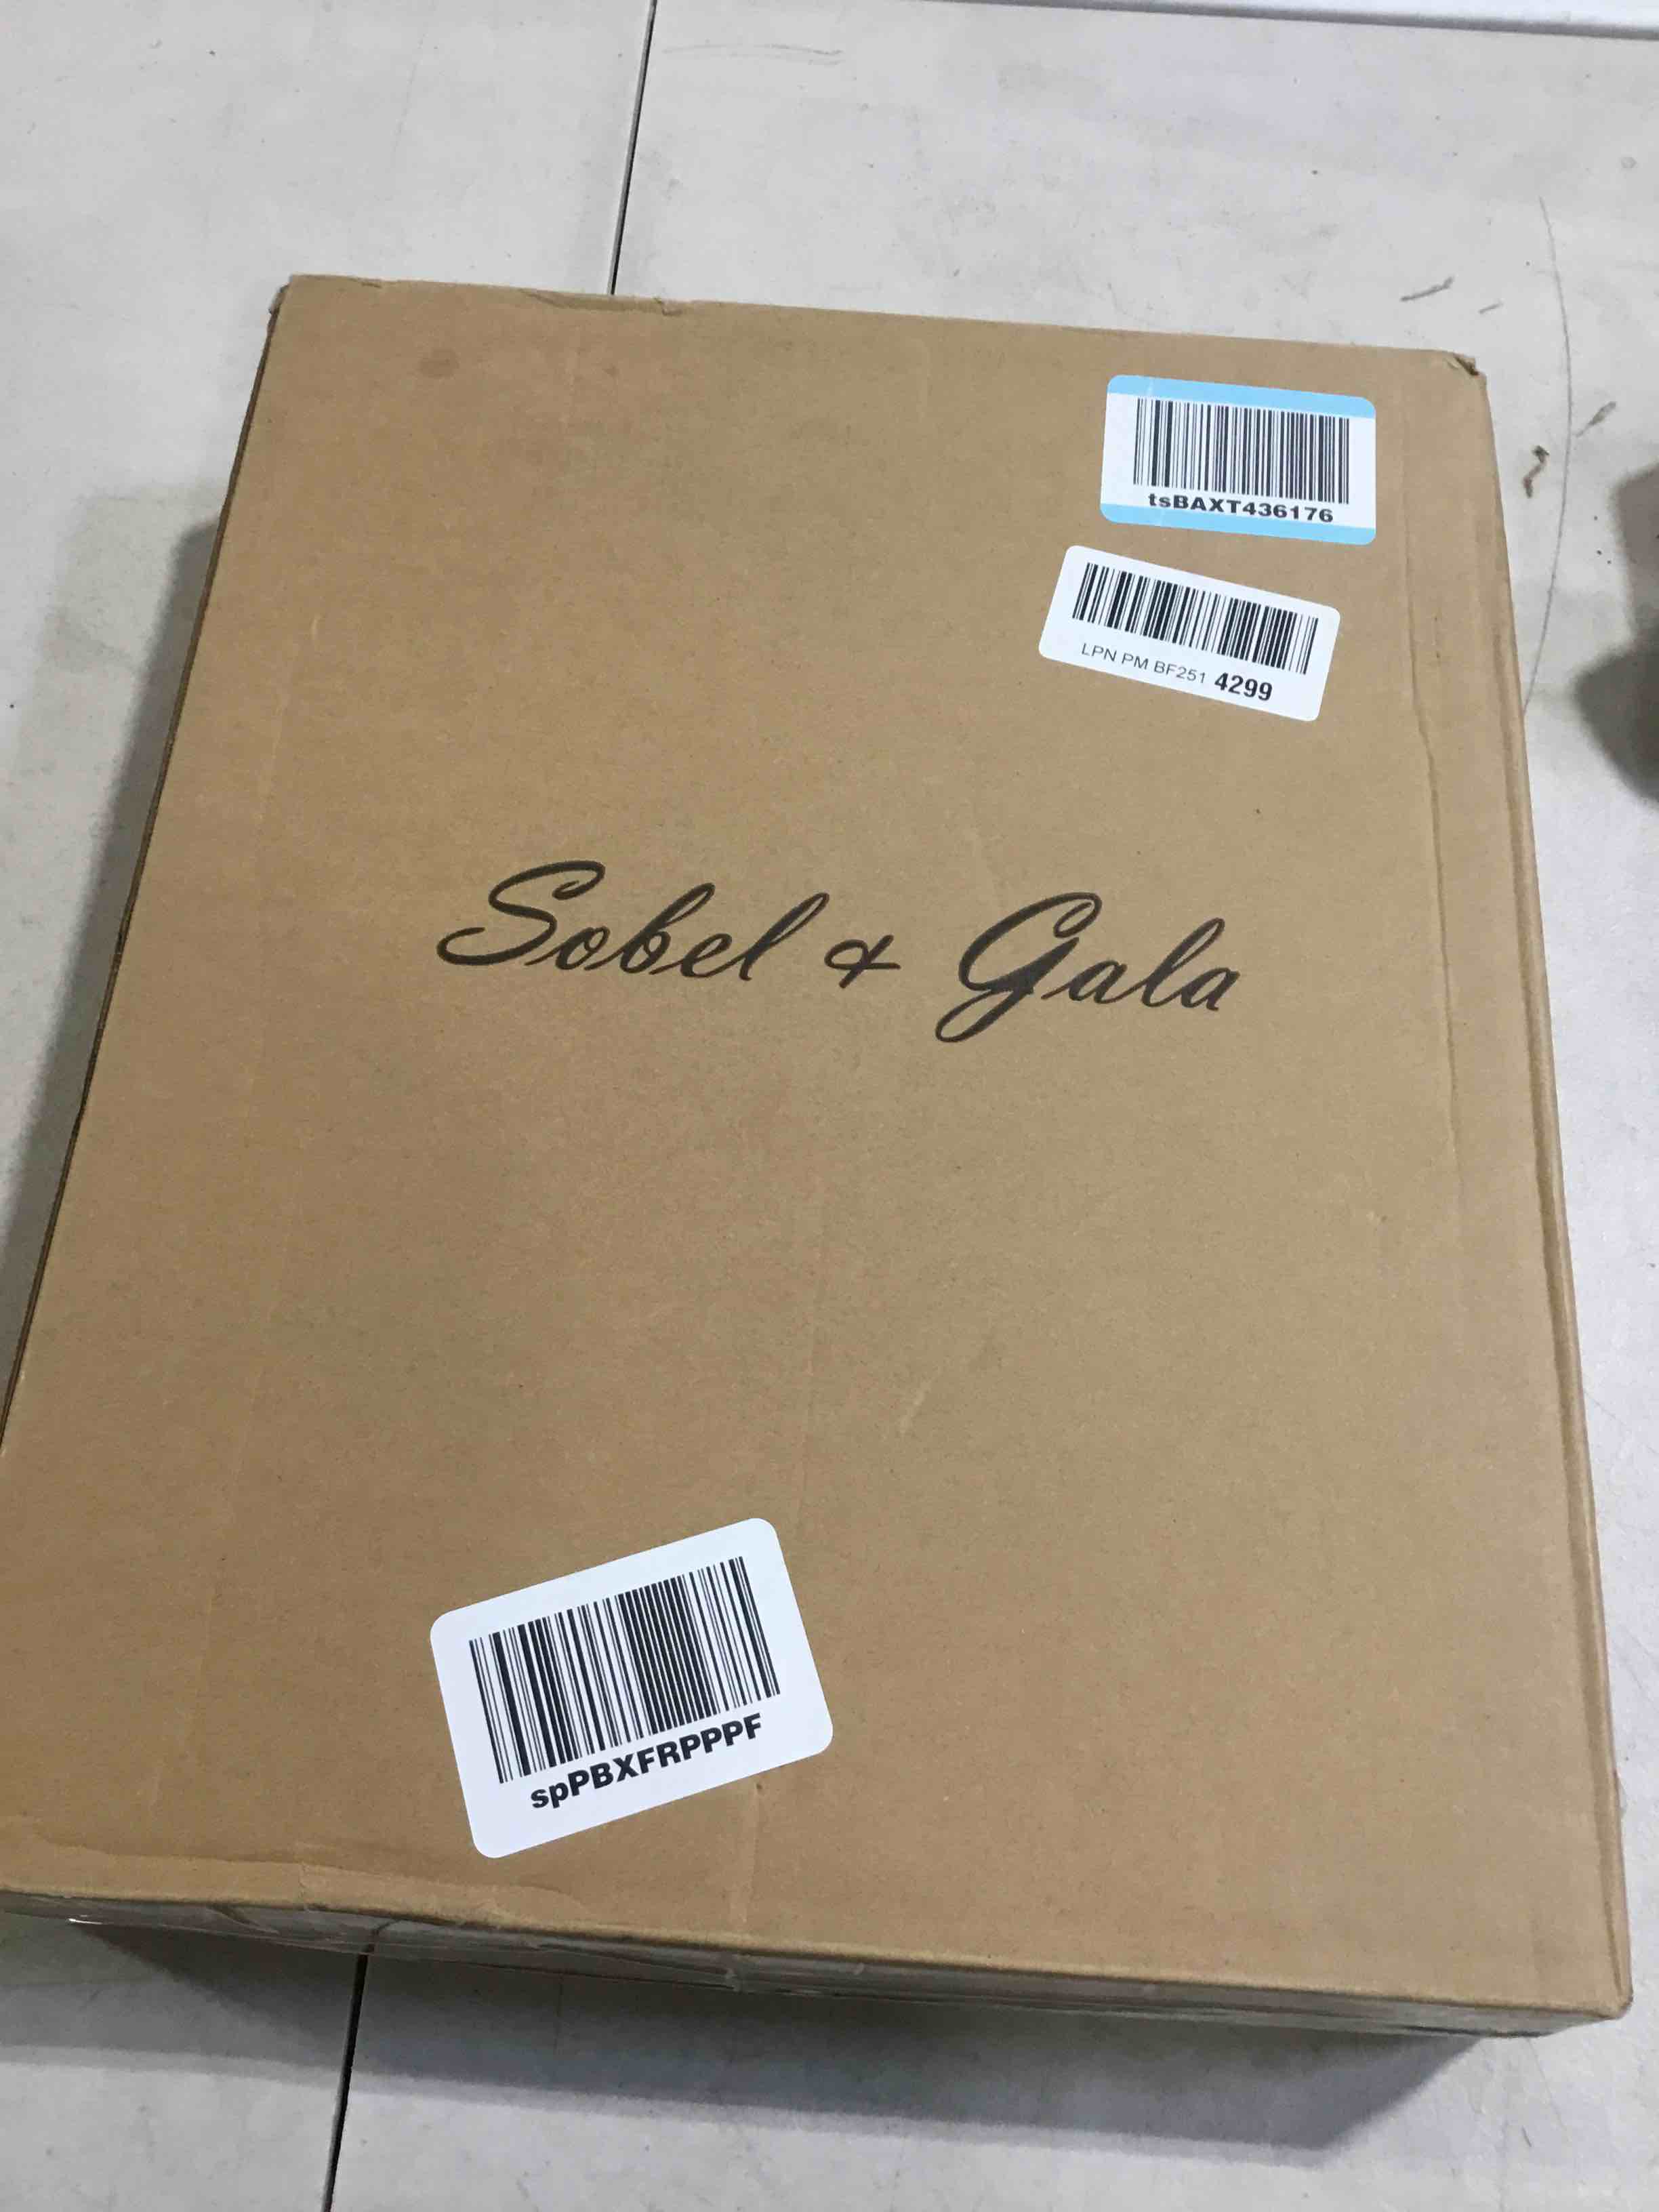 tsBAXT436176
LPN PM BF251 4299
Sobel & Gala
spPBXFRPPPF